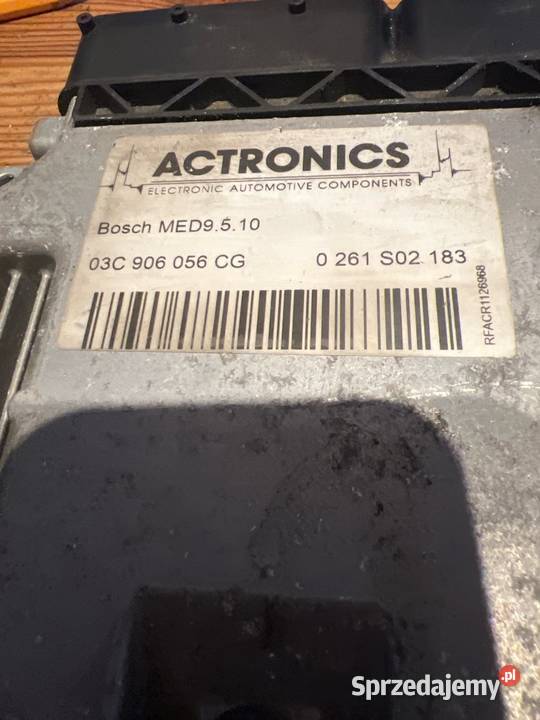 ACTRONICS
ELECTRONIC AUTOMOTIVE COMPONENTS
Bosch MED9.5.10
03C 906 056 CG 0 261 S02 183
RFACR1126968
Sprzedajemy.pl